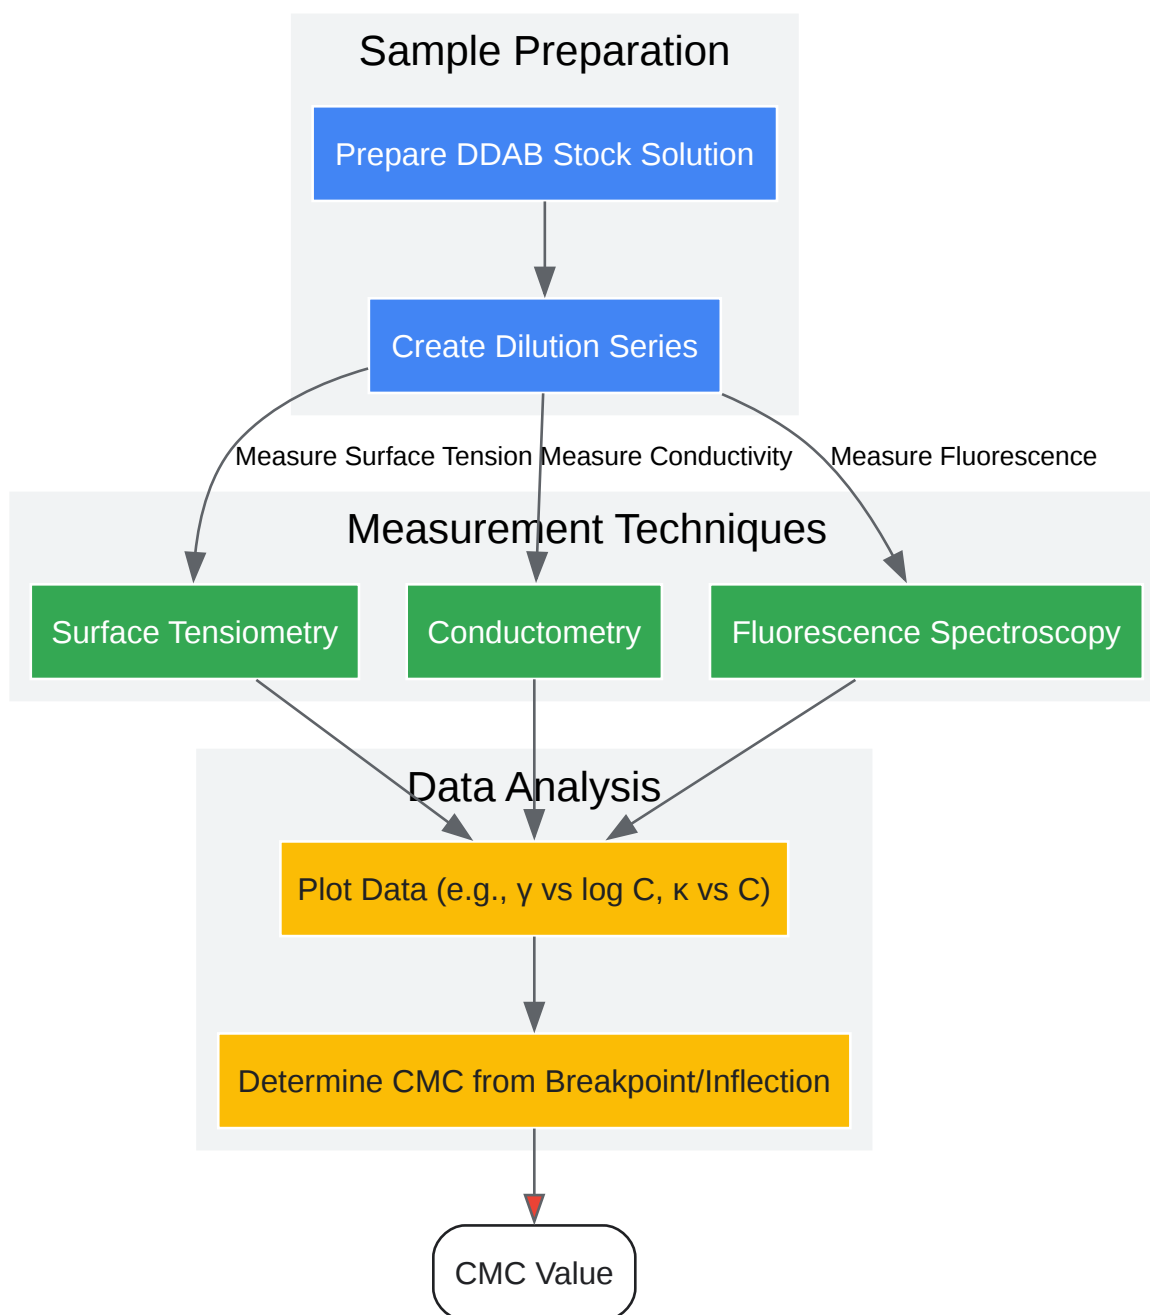 Sample Preparation
Prepare DDAB Stock Solution
Create Dilution Series
Measure Surface Tension
Measure Conductivity
Measure Fluorescence
Measurement Techniques
Surface Tensiometry
Conductometry
Fluorescence Spectroscopy
Data Analysis
Plot Data (e.g., γ vs log C, κ vs C)
Determine CMC from Breakpoint/Inflection
CMC Value